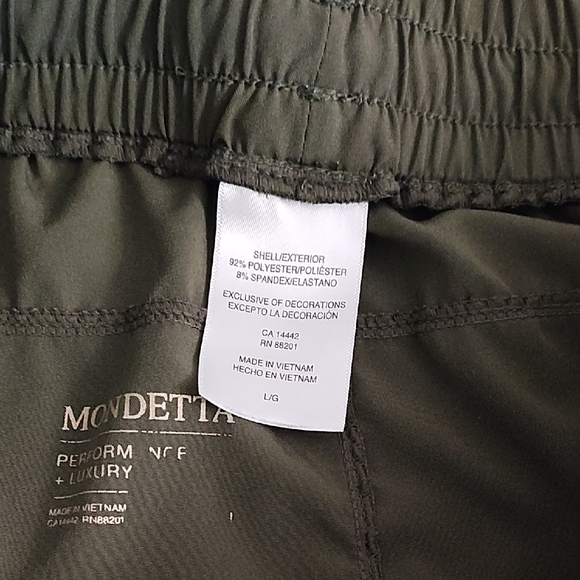 SHELL/EXTERIOR
92% POLYESTER/POLIÉSTER
8% SPANDEX/ELASTANO
EXCLUSIVE OF DECORATIONS
EXCEPTO LA DECORACIÓN
CA 14442
RN 88201
MADE IN VIETNAM
HECHO EN VIETNAM
L/G
MONDETTA
PERFORM NCE
+ LUXURY
MADE IN VIETNAM
CA14442 RN88201